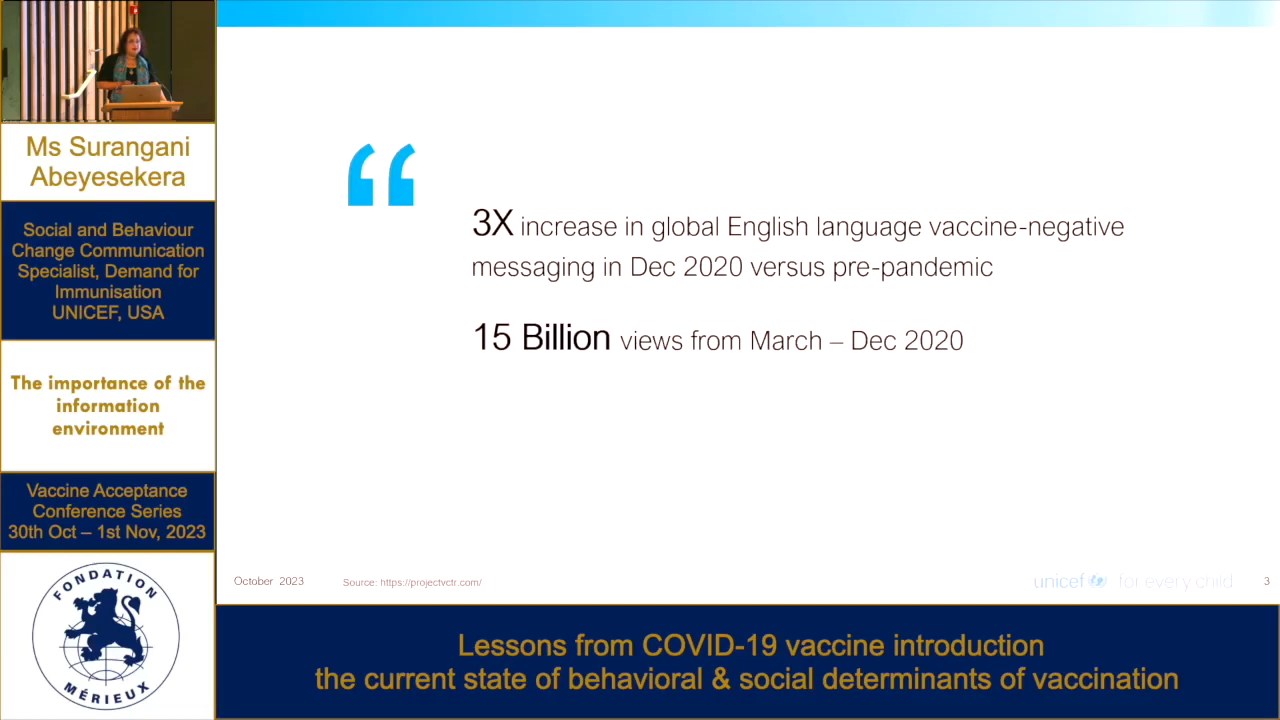 Ms Surangani
Abeyesekera
Social and Behaviour
Change Communication
Specialist, Demand for
Immunisation
UNICEF, USA
The importance of the
information
environment
Vaccine Acceptance
Conference Series
30th Oct – 1st Nov, 2023
FONDATION
MÉRIEUX
“
3X increase in global English language vaccine-negative
messaging in Dec 2020 versus pre-pandemic
15 Billion views from March – Dec 2020
October 2023
Source: https://projectvctr.com/
unicef for every child
3
Lessons from COVID-19 vaccine introduction
the current state of behavioral & social determinants of vaccination